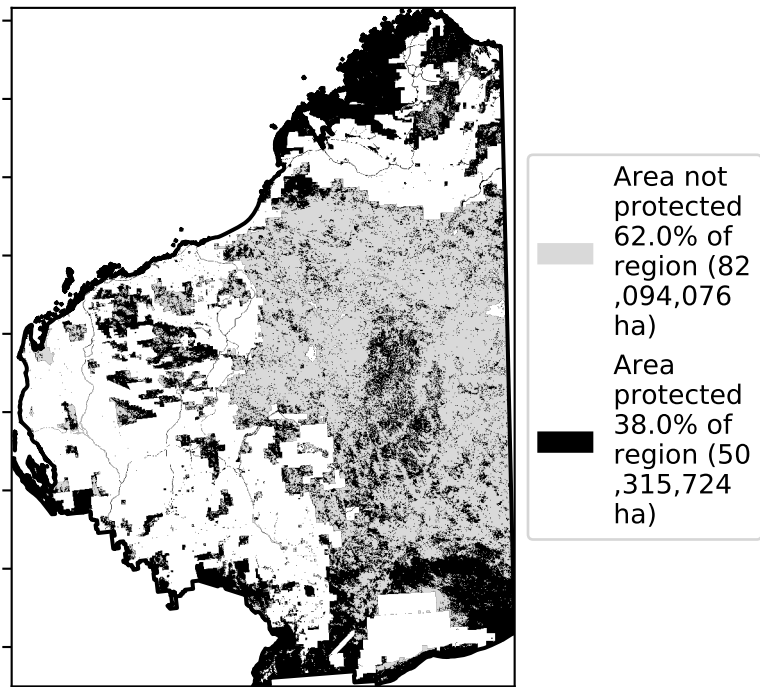 Area not
protected
62.0% of
region (82
,094,076
ha)
Area
protected
38.0% of
region (50
,315,724
ha)